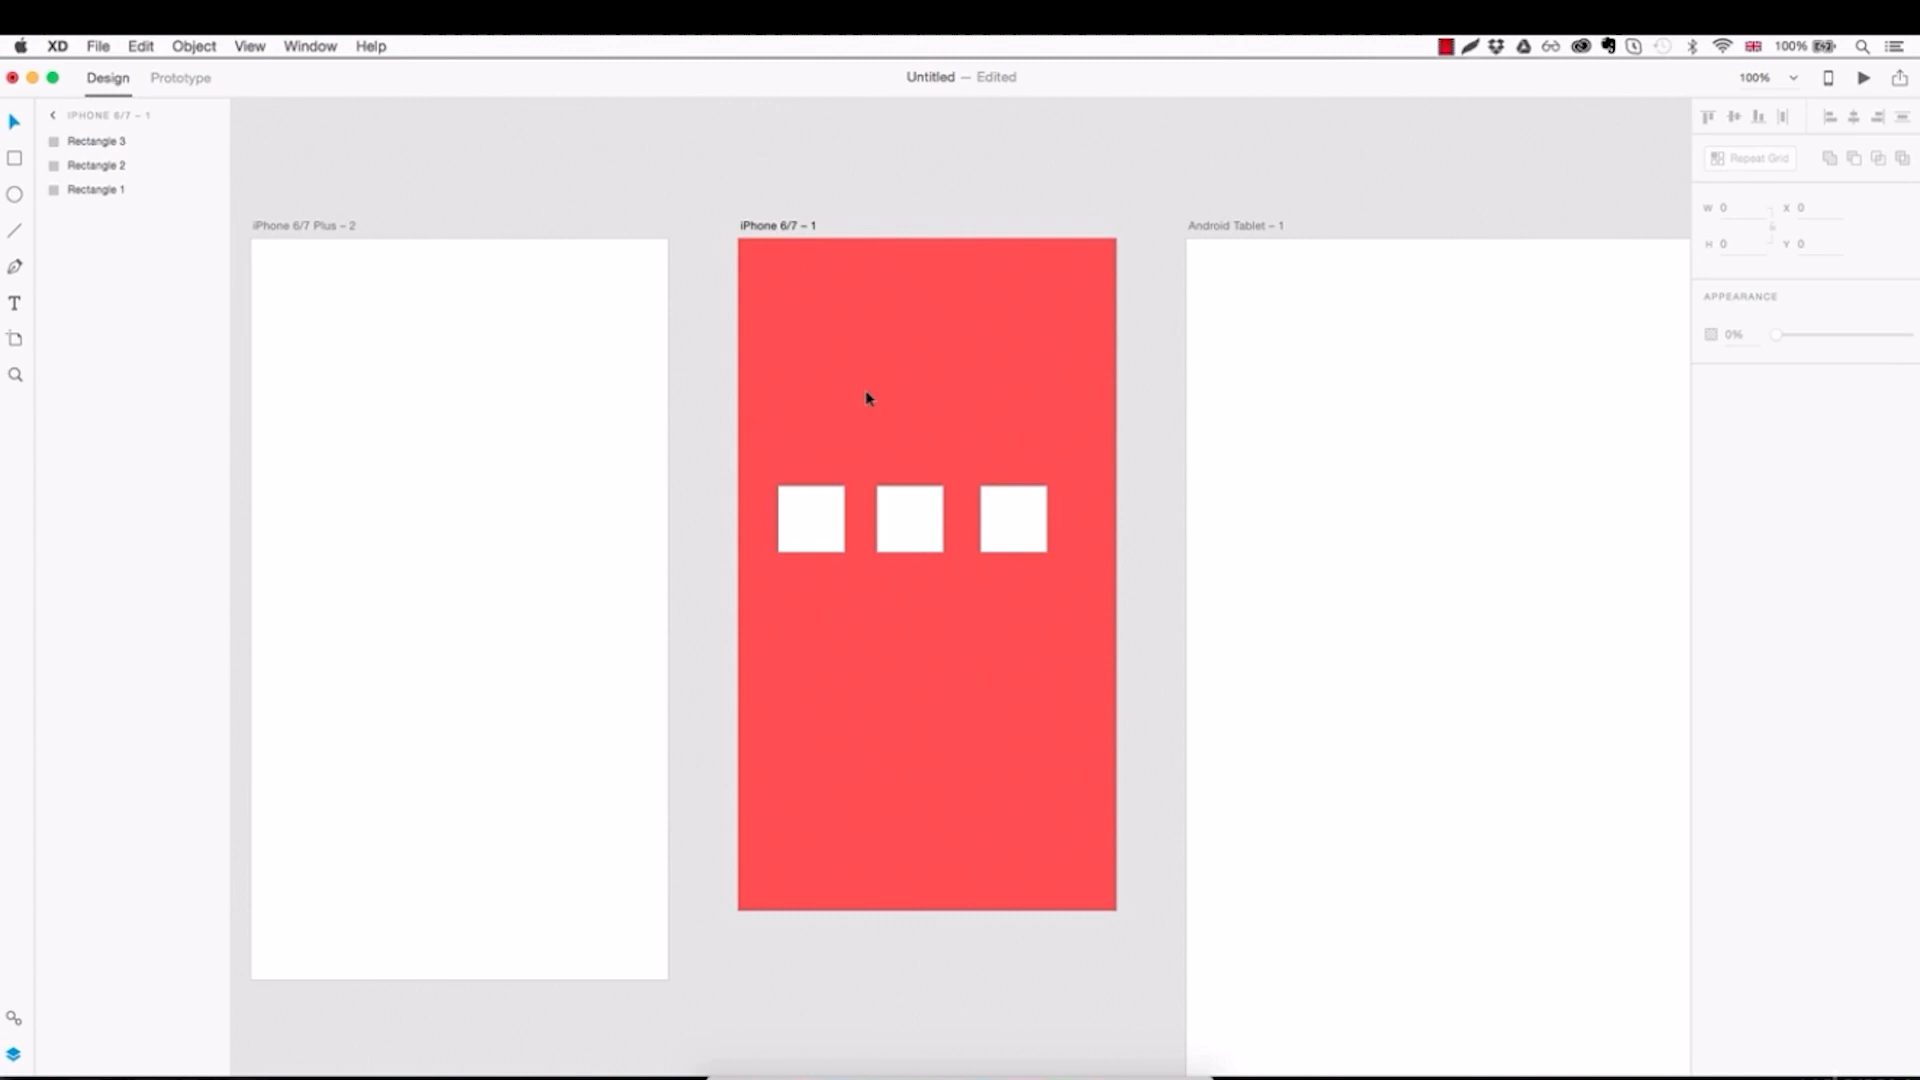 XD File Edit Object View Window Help 100%
Design Prototype Untitled — Edited 100%
IPHONE 6/7 – 1
Rectangle 3
Rectangle 2
Rectangle 1
iPhone 6/7 Plus – 2
iPhone 6/7 – 1
Android Tablet – 1
Repeat Grid
W 0 X 0
H 0 Y 0
APPEARANCE
0%